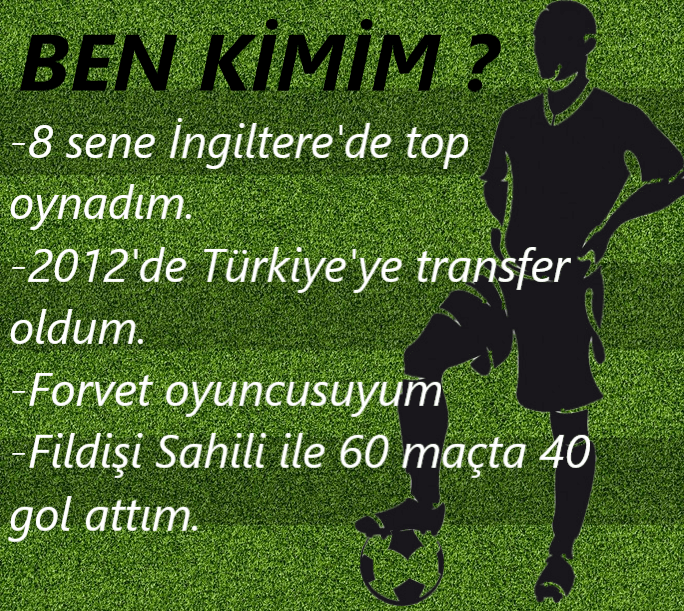 BEN KİMİM ?
-8 sene İngiltere'de top
oynadım.
-2012'de Türkiye'ye transfer
oldum.
-Forvet oyuncusuyum
-Fildişi Sahili ile 60 maçta 40
gol attım.